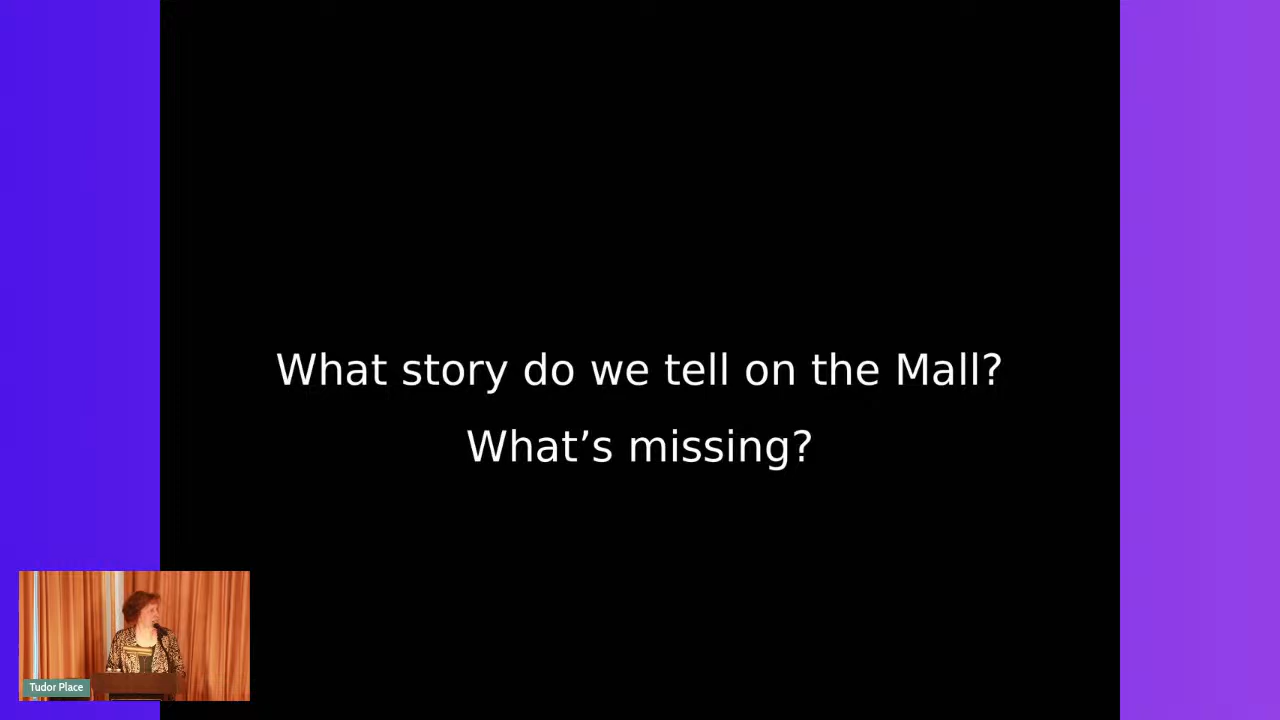 What story do we tell on the Mall?
What’s missing?
Tudor Place